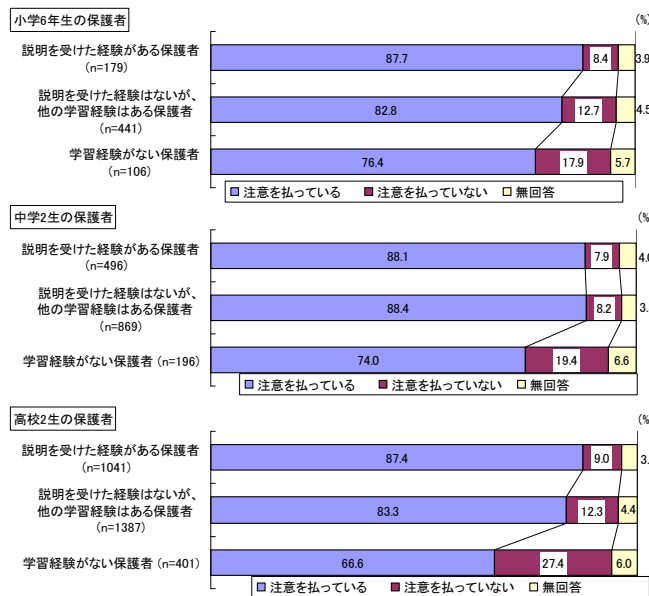 小学6年生の保護者
(%)
説明を受けた経験がある保護者
(n=179)
87.7
8.4
3.9
説明を受けた経験はないが、
他の学習経験はある保護者
(n=441)
82.8
12.7
4.5
学習経験がない保護者
(n=106)
76.4
17.9
5.7
注意を払っている
注意を払っていない
無回答
中学2生の保護者
説明を受けた経験がある保護者
(n=496)
88.1
7.9
説明を受けた経験はないが、
他の学習経験はある保護者
(n=869)
88.4
8.2
学習経験がない保護者 (n=196)
74.0
19.4
6.6
注意を払っている
注意を払っていない
無回答
高校2生の保護者
説明を受けた経験がある保護者
(n=1041)
87.4
9.0
説明を受けた経験はないが、
他の学習経験はある保護者
(n=1387)
83.3
12.3
4.4
学習経験がない保護者 (n=401)
66.6
27.4
6.0
注意を払っている
注意を払っていない
無回答